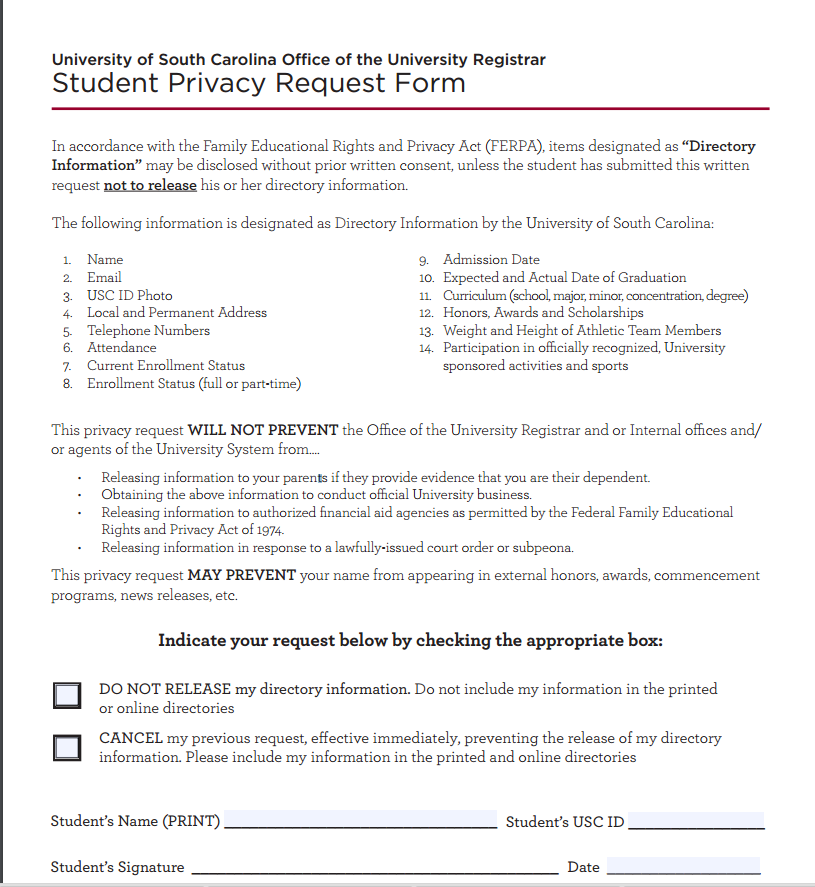 University of South Carolina Office of the University Registrar
Student Privacy Request Form
In accordance with the Family Educational Rights and Privacy Act (FERPA), items designated as “Directory
Information” may be disclosed without prior written consent, unless the student has submitted this written
request not to release his or her directory information.
The following information is designated as Directory Information by the University of South Carolina:
1. Name
2. Email
3. USC ID Photo
4. Local and Permanent Address
5. Telephone Numbers
6. Attendance
7. Current Enrollment Status
8. Enrollment Status (full or part-time)
9. Admission Date
10. Expected and Actual Date of Graduation
11. Curriculum (school, major, minor, concentration, degree)
12. Honors, Awards and Scholarships
13. Weight and Height of Athletic Team Members
14. Participation in officially recognized, University
sponsored activities and sports
This privacy request WILL NOT PREVENT the Office of the University Registrar and or Internal offices and/
or agents of the University System from....
• Releasing information to your parents if they provide evidence that you are their dependent.
• Obtaining the above information to conduct official University business.
• Releasing information to authorized financial aid agencies as permitted by the Federal Family Educational
Rights and Privacy Act of 1974.
• Releasing information in response to a lawfully-issued court order or subpeona.
This privacy request MAY PREVENT your name from appearing in external honors, awards, commencement
programs, news releases, etc.
Indicate your request below by checking the appropriate box:
DO NOT RELEASE my directory information. Do not include my information in the printed
or online directories
CANCEL my previous request, effective immediately, preventing the release of my directory
information. Please include my information in the printed and online directories
Student’s Name (PRINT) Student’s USC ID
Student’s Signature Date